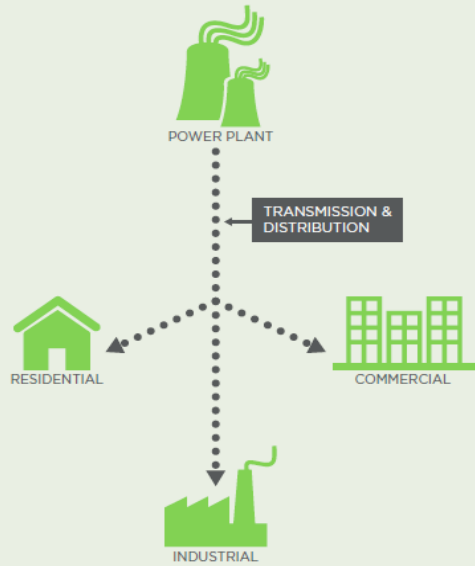 POWER PLANT
TRANSMISSION &
DISTRIBUTION
RESIDENTIAL
COMMERCIAL
INDUSTRIAL